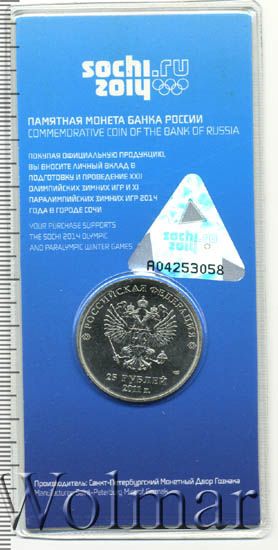 sochi.ru
2014
ПАМЯТНАЯ МОНЕТА БАНКА РОССИИ
COMMEMORATIVE COIN OF THE BANK OF RUSSIA
ПОКУПАЯ ОФИЦИАЛЬНУЮ ПРОДУКЦИЮ,
ВЫ ВНОСИТЕ ЛИЧНЫЙ ВКЛАД В
ПОДГОТОВКУ И ПРОВЕДЕНИЕ XXII
ОЛИМПИЙСКИХ ЗИМНИХ ИГР И XI
ПАРАЛИМПИЙСКИХ ЗИМНИХ ИГР 2014
ГОДА В ГОРОДЕ СОЧИ
YOUR PURCHASE SUPPORTS
THE SOCHI 2014 OLYMPIC
AND PARALYMPIC WINTER GAMES
sochi.ru
2014
A04253058
РОССИЙСКАЯ ФЕДЕРАЦИЯ
25 РУБЛЕЙ
2011 г.
Производитель: Санкт-Петербургский Монетный Двор Гознака
Manufacturer: Saint-Petersburg Mint of Goznak
Wolmar